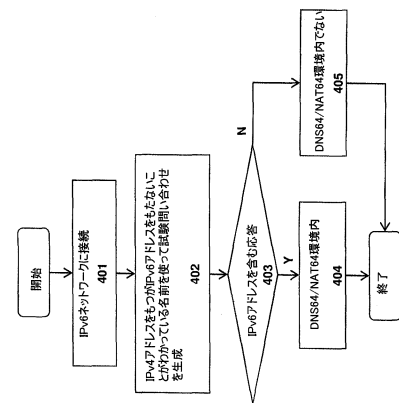 開始
IPv6ネットワークに接続
401
IPv4アドレスをもつがIPv6アドレスをもたないこ
とがわかっている名前を使って試験問い合わせ
を生成
402
IPv6アドレスを含む応答
403
Y
N
DNS64/NAT64環境内
404
DNS64/NAT64環境内でない
405
終了